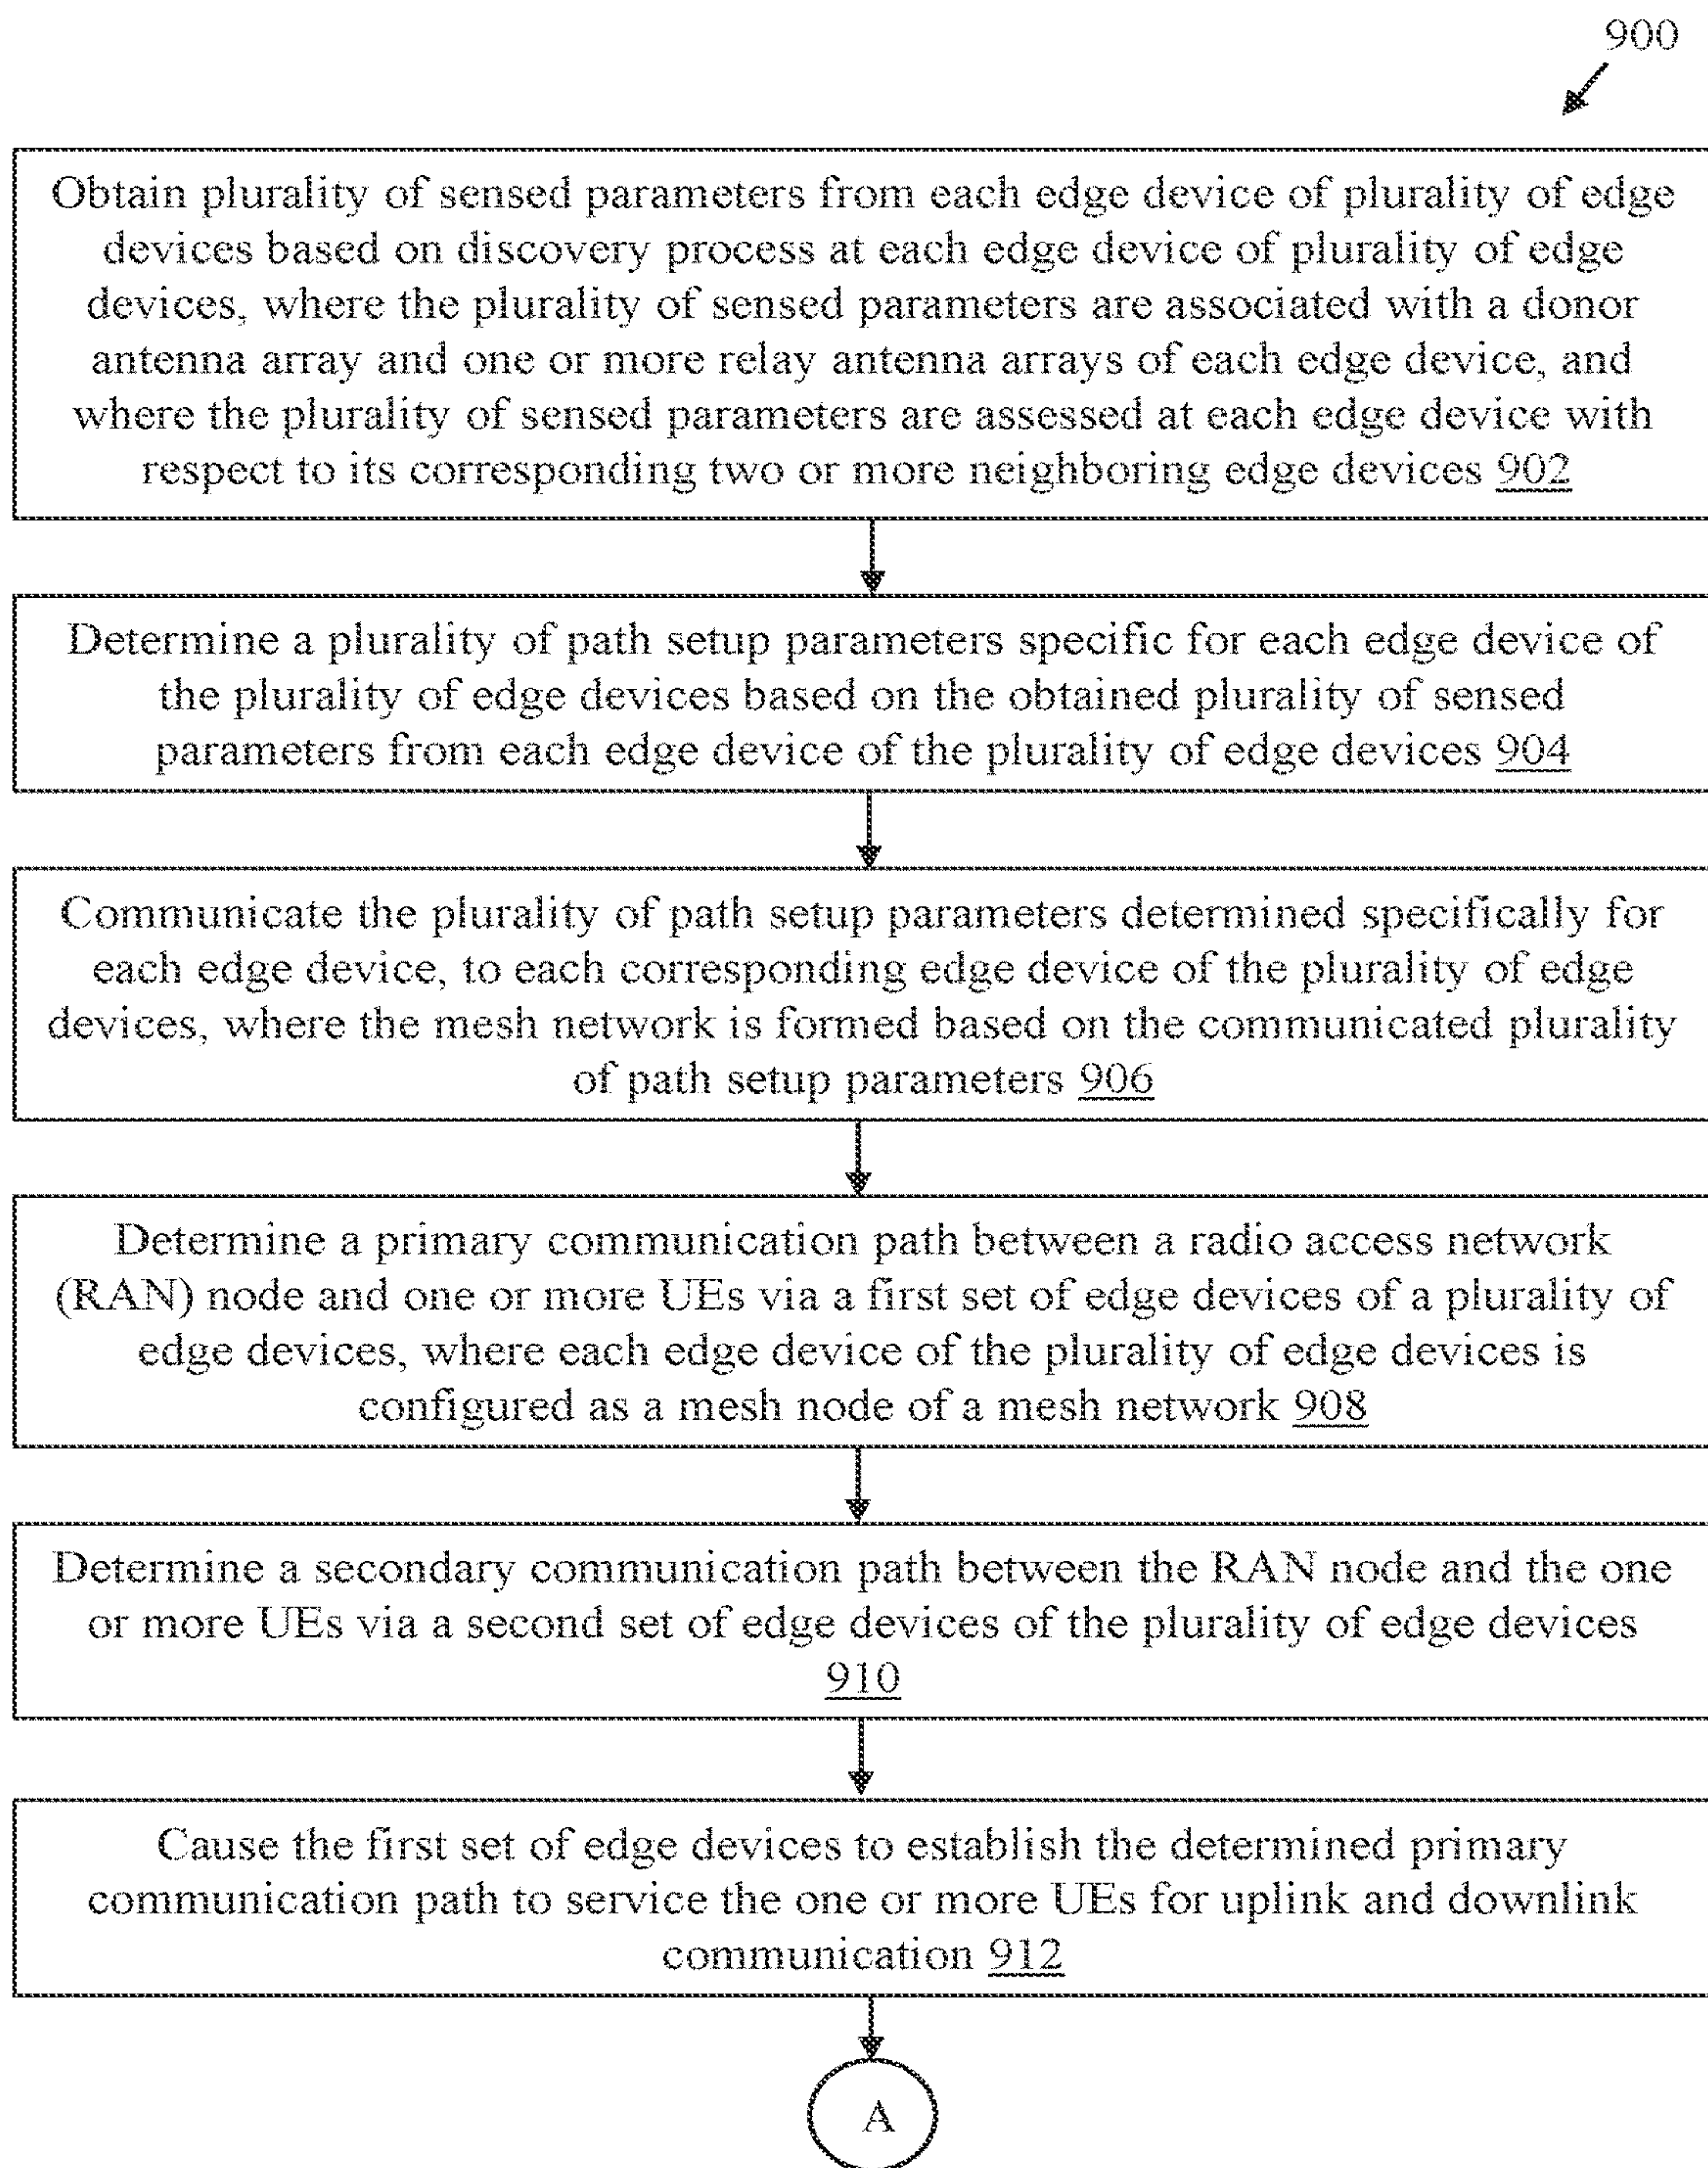 900
Obtain plurality of sensed parameters from each edge device of plurality of edge
devices based on discovery process at each edge device of plurality of edge
devices, where the plurality of sensed parameters are associated with a donor
antenna array and one or more relay antenna arrays of each edge device, and
where the plurality of sensed parameters are assessed at each edge device with
respect to its corresponding two or more neighboring edge devices 902
Determine a plurality of path setup parameters specific for each edge device of
the plurality of edge devices based on the obtained plurality of sensed
parameters from each edge device of the plurality of edge devices 904
Communicate the plurality of path setup parameters determined specifically for
each edge device, to each corresponding edge device of the plurality of edge
devices, where the mesh network is formed based on the communicated plurality
of path setup parameters 906
Determine a primary communication path between a radio access network
(RAN) node and one or more UEs via a first set of edge devices of a plurality of
edge devices, where each edge device of the plurality of edge devices is
configured as a mesh node of a mesh network 908
Determine a secondary communication path between the RAN node and the one
or more UEs via a second set of edge devices of the plurality of edge devices
910
Cause the first set of edge devices to establish the determined primary
communication path to service the one or more UEs for uplink and downlink
communication 912
A